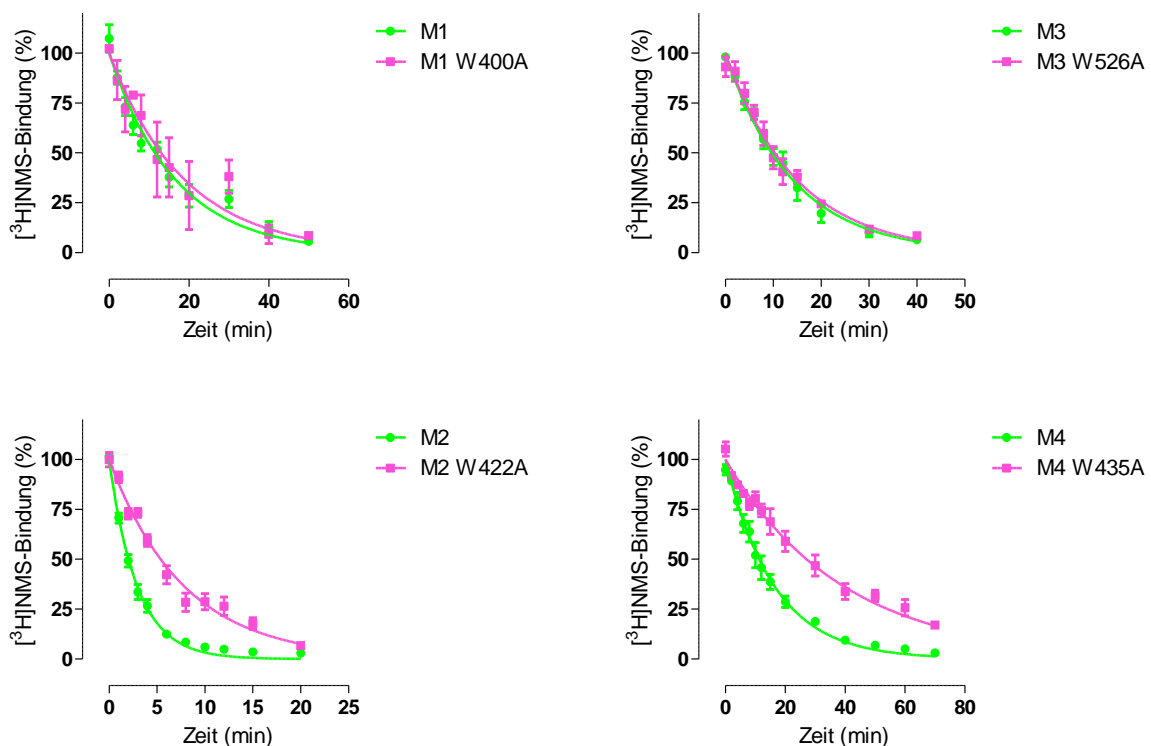 M1
M1 W400A
[³H]NMS-Bindung (%)
100
75
50
25
0
0 20 40 60
Zeit (min)
M3
M3 W526A
[³H]NMS-Bindung (%)
100
75
50
25
0
0 10 20 30 40 50
Zeit (min)
M2
M2 W422A
[³H]NMS-Bindung (%)
100
75
50
25
0
0 5 10 15 20 25
Zeit (min)
M4
M4 W435A
[³H]NMS-Bindung (%)
100
75
50
25
0
0 20 40 60 80
Zeit (min)